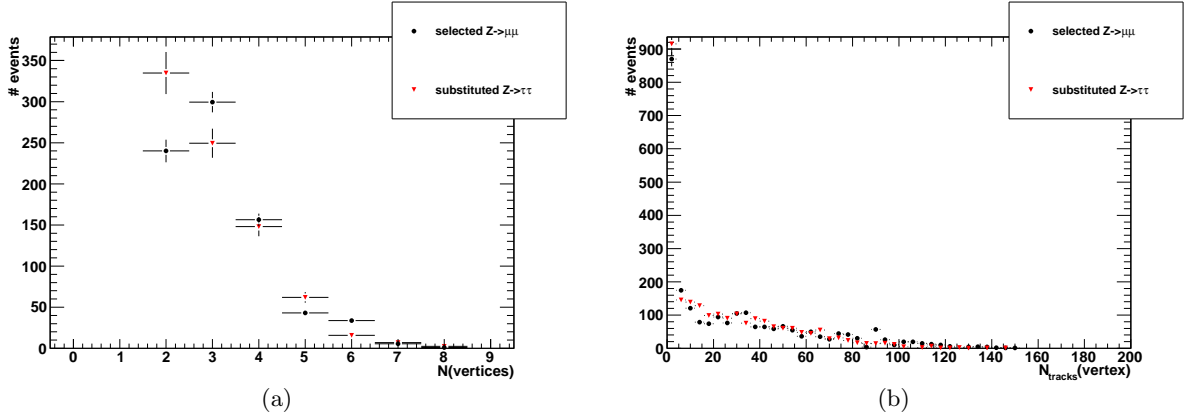 # events
350
300
250
200
150
100
50
0
0 1 2 3 4 5 6 7 8 9
N(vertices)
selected Z->μμ
substituted Z->ττ
(a)
# events
900
800
700
600
500
400
300
200
100
0
0 20 40 60 80 100 120 140 160 180 200
N_tracks(vertex)
selected Z->μμ
substituted Z->ττ
(b)